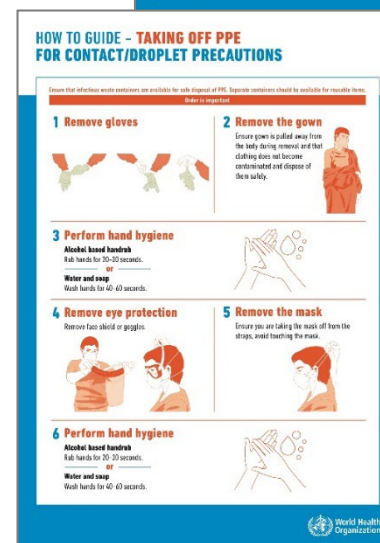 HOW TO GUIDE - TAKING OFF PPE
FOR CONTACT/DROPLET PRECAUTIONS
Ensure that infectious waste containers are available for safe disposal of PPE. Separate containers should be available for reusable items.
Order is important
1 Remove gloves
2 Remove the gown
Ensure gown is pulled away from
the body during removal and that
clothing does not become
contaminated and dispose of
them safely.
3 Perform hand hygiene
Alcohol based handrub
Rub hands for 20-30 seconds.
or
Water and soap
Wash hands for 40-60 seconds.
4 Remove eye protection
Remove face shield or goggles.
5 Remove the mask
Ensure you are taking the mask off from the
straps, avoid touching the mask.
6 Perform hand hygiene
Alcohol based handrub
Rub hands for 20-30 seconds.
or
Water and soap
Wash hands for 40-60 seconds.
World Health
Organization